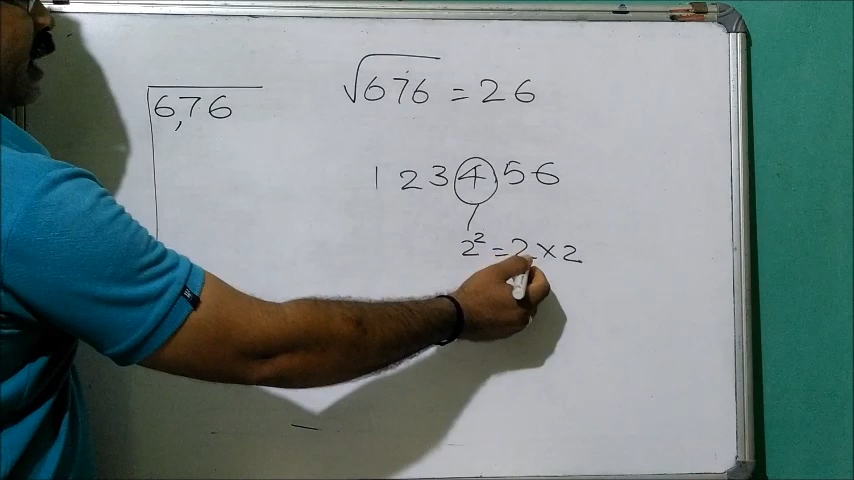 6,76
√676 = 26
1 2 3 4 5 6
2² = 2 × 2